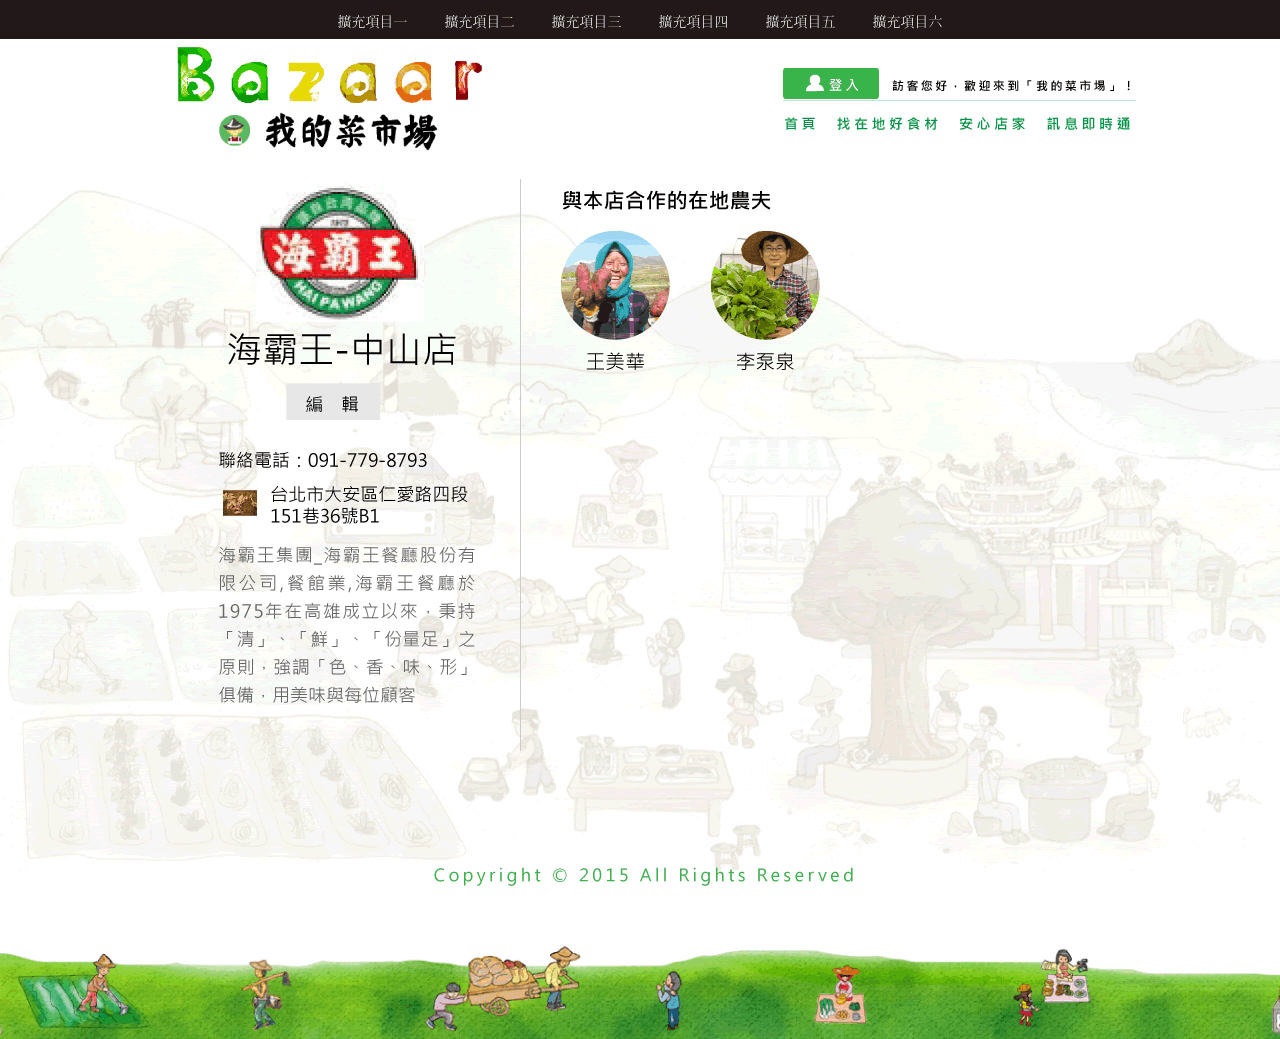 擴充項目一 擴充項目二 擴充項目三 擴充項目四 擴充項目五 擴充項目六
Bazaar
我的菜市場
登入 訪客您好，歡迎來到「我的菜市場」！
首頁 找在地好食材 安心店家 訊息即時通
海霸王
HAI PA WANG
海霸王-中山店
編 輯
聯絡電話：091-779-8793
台北市大安區仁愛路四段
151巷36號B1
海霸王集團_海霸王餐廳股份有
限公司,餐館業,海霸王餐廳於
1975年在高雄成立以來，秉持
「清」、「鮮」、「份量足」之
原則，強調「色、香、味、形」
俱備，用美味與每位顧客
與本店合作的在地農夫
王美華 李泵泉
Copyright © 2015 All Rights Reserved